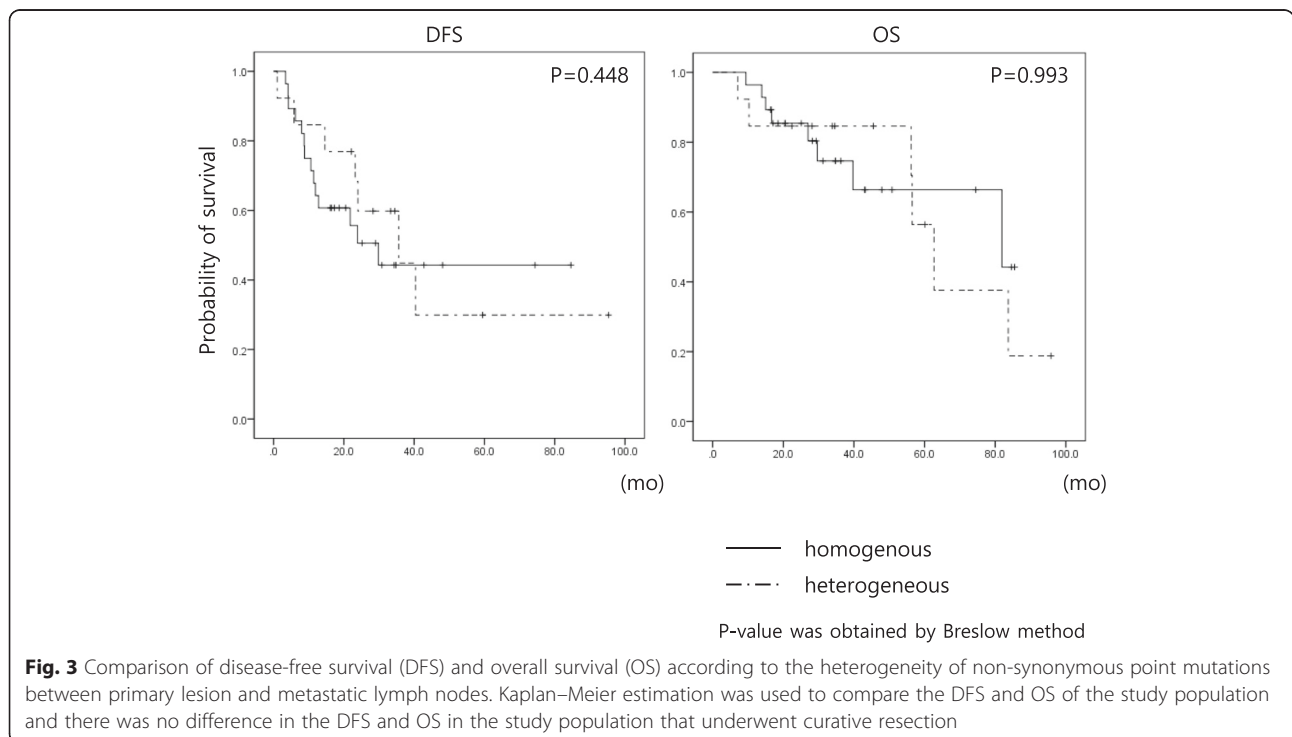 DFS
OS
P=0.448
P=0.993
Probability of survival
1.0
0.8
0.6
0.4
0.2
0.0
.0 20.0 40.0 60.0 80.0 100.0
(mo)
1.0
0.8
0.6
0.4
0.2
0.0
.0 20.0 40.0 60.0 80.0 100.0
(mo)
homogenous
heterogeneous
P-value was obtained by Breslow method
Fig. 3 Comparison of disease-free survival (DFS) and overall survival (OS) according to the heterogeneity of non-synonymous point mutations
between primary lesion and metastatic lymph nodes. Kaplan–Meier estimation was used to compare the DFS and OS of the study population
and there was no difference in the DFS and OS in the study population that underwent curative resection